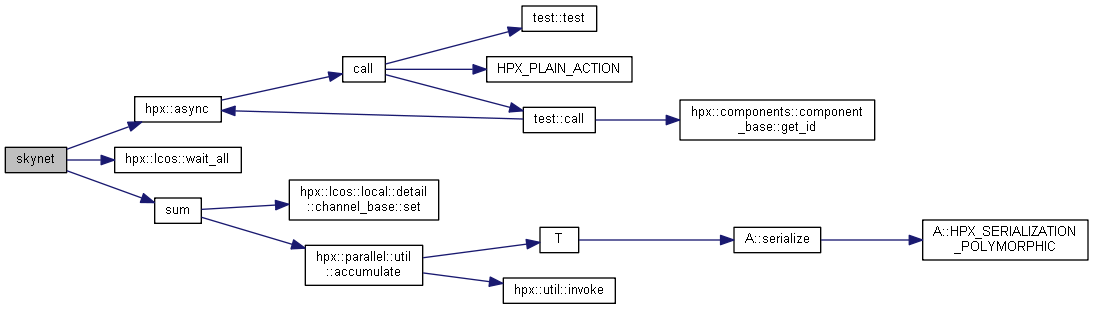 test::test
call
HPX_PLAIN_ACTION
hpx::async
test::call
hpx::components::component
_base::get_id
skynet
hpx::lcos::wait_all
sum
hpx::lcos::local::detail
::channel_base::set
hpx::parallel::util
::accumulate
T
A::serialize
A::HPX_SERIALIZATION
_POLYMORPHIC
hpx::util::invoke